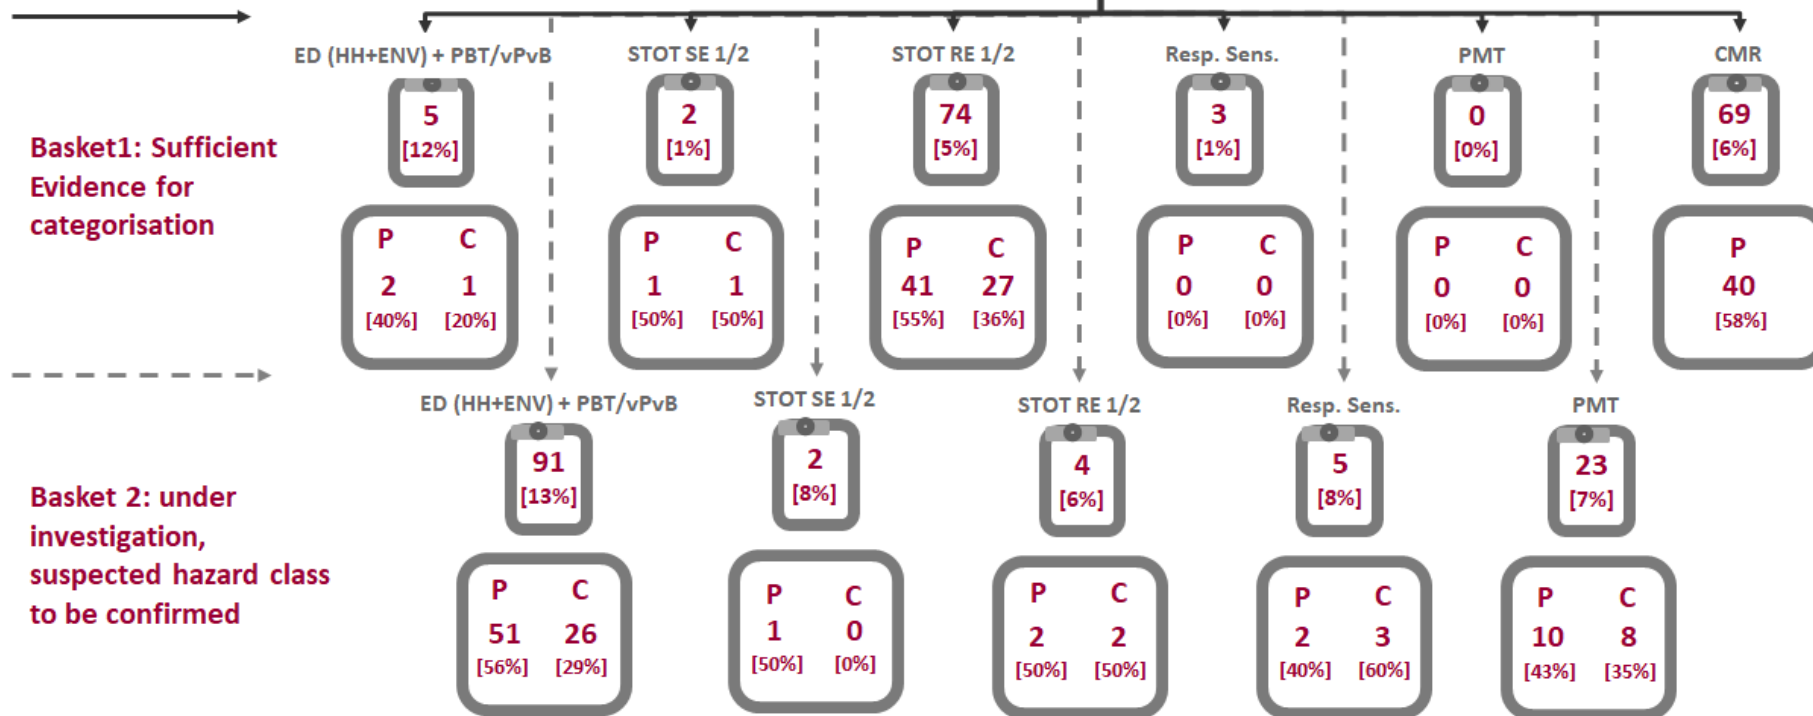 ED (HH+ENV) + PBT/vPvB
STOT SE 1/2
STOT RE 1/2
Resp. Sens.
PMT
CMR
5
[12%]
2
[1%]
74
[5%]
3
[1%]
0
[0%]
69
[6%]
Basket1: Sufficient
Evidence for
categorisation
P C
2 1
[40%] [20%]
P C
1 1
[50%] [50%]
P C
41 27
[55%] [36%]
P C
0 0
[0%] [0%]
P C
0 0
[0%] [0%]
P
40
[58%]
ED (HH+ENV) + PBT/vPvB
STOT SE 1/2
STOT RE 1/2
Resp. Sens.
PMT
91
[13%]
2
[8%]
4
[6%]
5
[8%]
23
[7%]
Basket 2: under
investigation,
suspected hazard class
to be confirmed
P C
51 26
[56%] [29%]
P C
1 0
[50%] [0%]
P C
2 2
[50%] [50%]
P C
2 3
[40%] [60%]
P C
10 8
[43%] [35%]